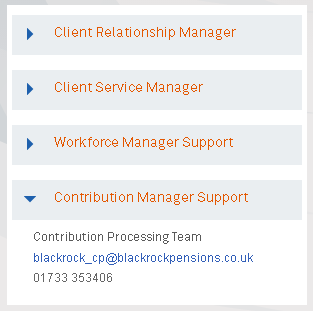 Client Relationship Manager
Client Service Manager
Workforce Manager Support
Contribution Manager Support
Contribution Processing Team
blackrock_cp@blackrockpensions.co.uk
01733 353406